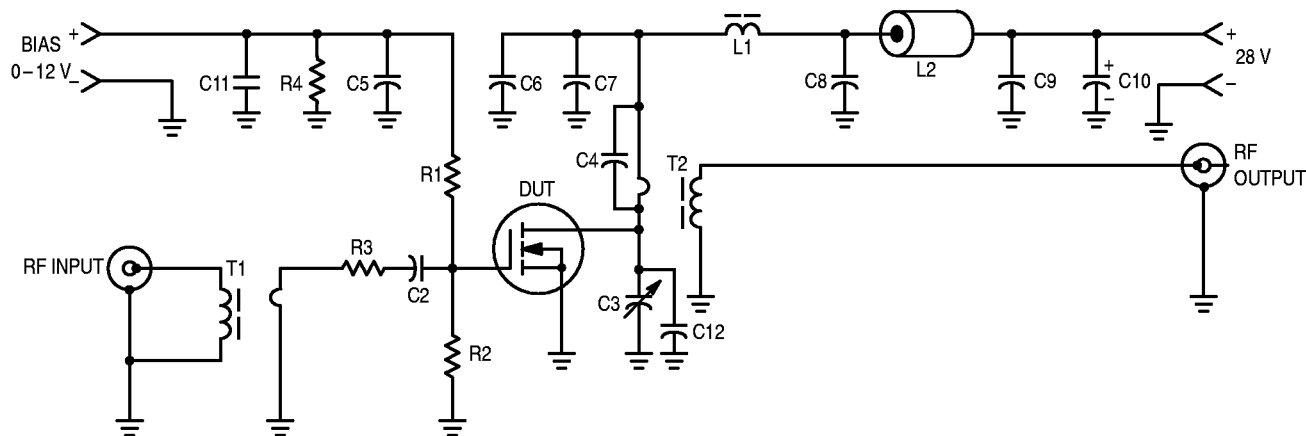 BIAS
0–12 V
+
–
C11
R4
C5
C6
C7
L1
C8
L2
C9
+
C10
–
+
28 V
–
R1
C4
T2
RF
OUTPUT
DUT
RF INPUT
T1
R3
C2
R2
C3
C12